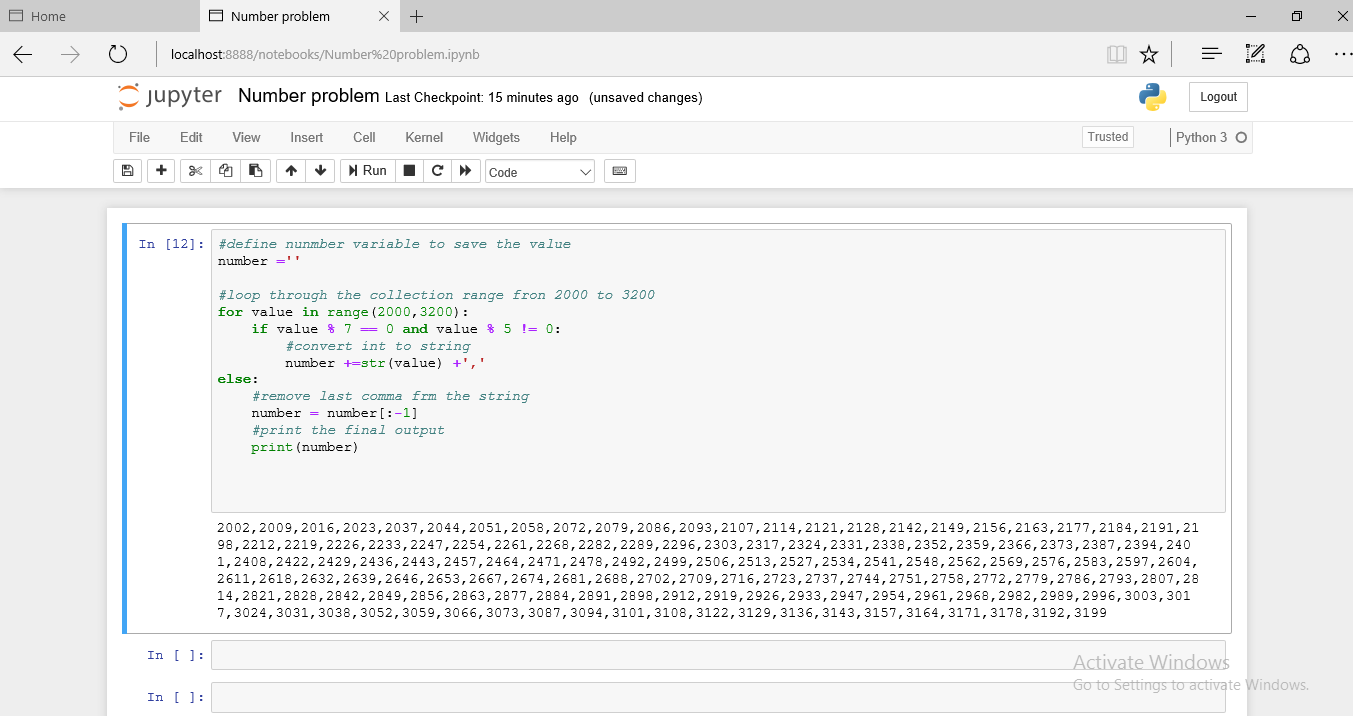 Home
Number problem
localhost:8888/notebooks/Number%20problem.ipynb
jupyter Number problem Last Checkpoint: 15 minutes ago (unsaved changes)
Logout
File Edit View Insert Cell Kernel Widgets Help
Trusted
Python 3
Run
Code
In [12]:
#define nunmber variable to save the value
number =''
#loop through the collection range fron 2000 to 3200
for value in range(2000,3200):
    if value % 7 == 0 and value % 5 != 0:
        #convert int to string
        number +=str(value) +','
else:
    #remove last comma frm the string
    number = number[:-1]
    #print the final output
    print(number)
2002,2009,2016,2023,2037,2044,2051,2058,2072,2079,2086,2093,2107,2114,2121,2128,2142,2149,2156,2163,2177,2184,2191,21
98,2212,2219,2226,2233,2247,2254,2261,2268,2282,2289,2296,2303,2317,2324,2331,2338,2352,2359,2366,2373,2387,2394,240
1,2408,2422,2429,2436,2443,2457,2464,2471,2478,2492,2499,2506,2513,2527,2534,2541,2548,2562,2569,2576,2583,2597,2604,
2611,2618,2632,2639,2646,2653,2667,2674,2681,2688,2702,2709,2716,2723,2737,2744,2751,2758,2772,2779,2786,2793,2807,28
14,2821,2828,2842,2849,2856,2863,2877,2884,2891,2898,2912,2919,2926,2933,2947,2954,2961,2968,2982,2989,2996,3003,301
7,3024,3031,3038,3052,3059,3066,3073,3087,3094,3101,3108,3122,3129,3136,3143,3157,3164,3171,3178,3192,3199
In [ ]:
In [ ]:
Activate Windows
Go to Settings to activate Windows.